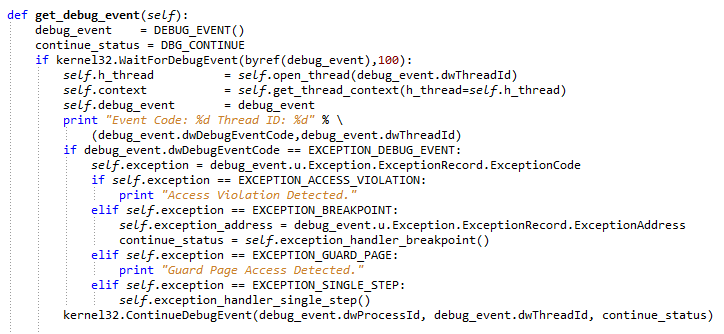 def get_debug_event(self):
    debug_event    = DEBUG_EVENT()
    continue_status = DBG_CONTINUE
    if kernel32.WaitForDebugEvent(byref(debug_event),100):
        self.h_thread         = self.open_thread(debug_event.dwThreadId)
        self.context          = self.get_thread_context(h_thread=self.h_thread)
        self.debug_event      = debug_event
        print "Event Code: %d Thread ID: %d" % \
            (debug_event.dwDebugEventCode,debug_event.dwThreadId)
        if debug_event.dwDebugEventCode == EXCEPTION_DEBUG_EVENT:
            self.exception = debug_event.u.Exception.ExceptionRecord.ExceptionCode
            if self.exception == EXCEPTION_ACCESS_VIOLATION:
                print "Access Violation Detected."
            elif self.exception == EXCEPTION_BREAKPOINT:
                self.exception_address = debug_event.u.Exception.ExceptionRecord.ExceptionAddress
                continue_status = self.exception_handler_breakpoint()
            elif self.exception == EXCEPTION_GUARD_PAGE:
                print "Guard Page Access Detected."
            elif self.exception == EXCEPTION_SINGLE_STEP:
                self.exception_handler_single_step()
        kernel32.ContinueDebugEvent(debug_event.dwProcessId, debug_event.dwThreadId, continue_status)